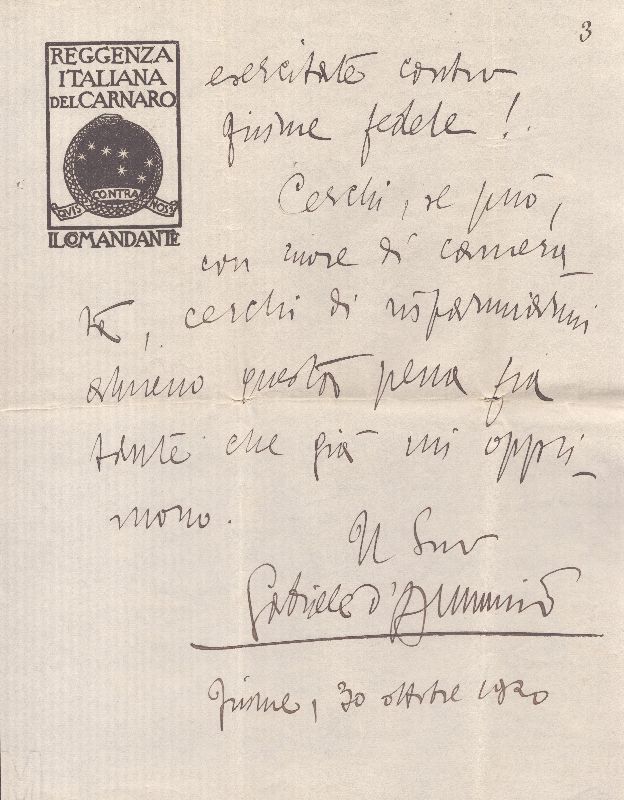 3
REGGENZA
ITALIANA
DEL CARNARO
QVIS CONTRA NOS?
IL COMANDANTE
esercitate contro
Fiume fedele!
Cerchi, se può,
con cuore di camera-
ta, cerchi di risparmiarmi
almeno questa pena fra
tante che già mi oppri-
mono.
Il Suo
Gabriele d'Annunzio
Fiume, 30 ottobre 1920